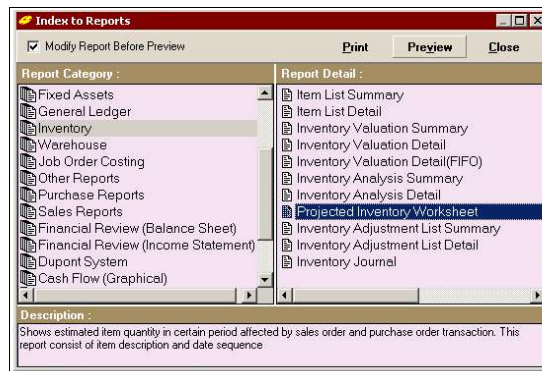 Index to Reports
Modify Report Before Preview
Print Preview Close
Report Category :
Fixed Assets
General Ledger
Inventory
Warehouse
Job Order Costing
Other Reports
Purchase Reports
Sales Reports
Financial Review (Balance Sheet)
Financial Review (Income Statement)
Dupont System
Cash Flow (Graphical)
Report Detail :
Item List Summary
Item List Detail
Inventory Valuation Summary
Inventory Valuation Detail
Inventory Valuation Detail(FIFO)
Inventory Analysis Summary
Inventory Analysis Detail
Projected Inventory Worksheet
Inventory Adjustment List Summary
Inventory Adjustment List Detail
Inventory Journal
Description :
Shows estimated item quantity in certain period affected by sales order and purchase order transaction. This
report consist of item description and date sequence